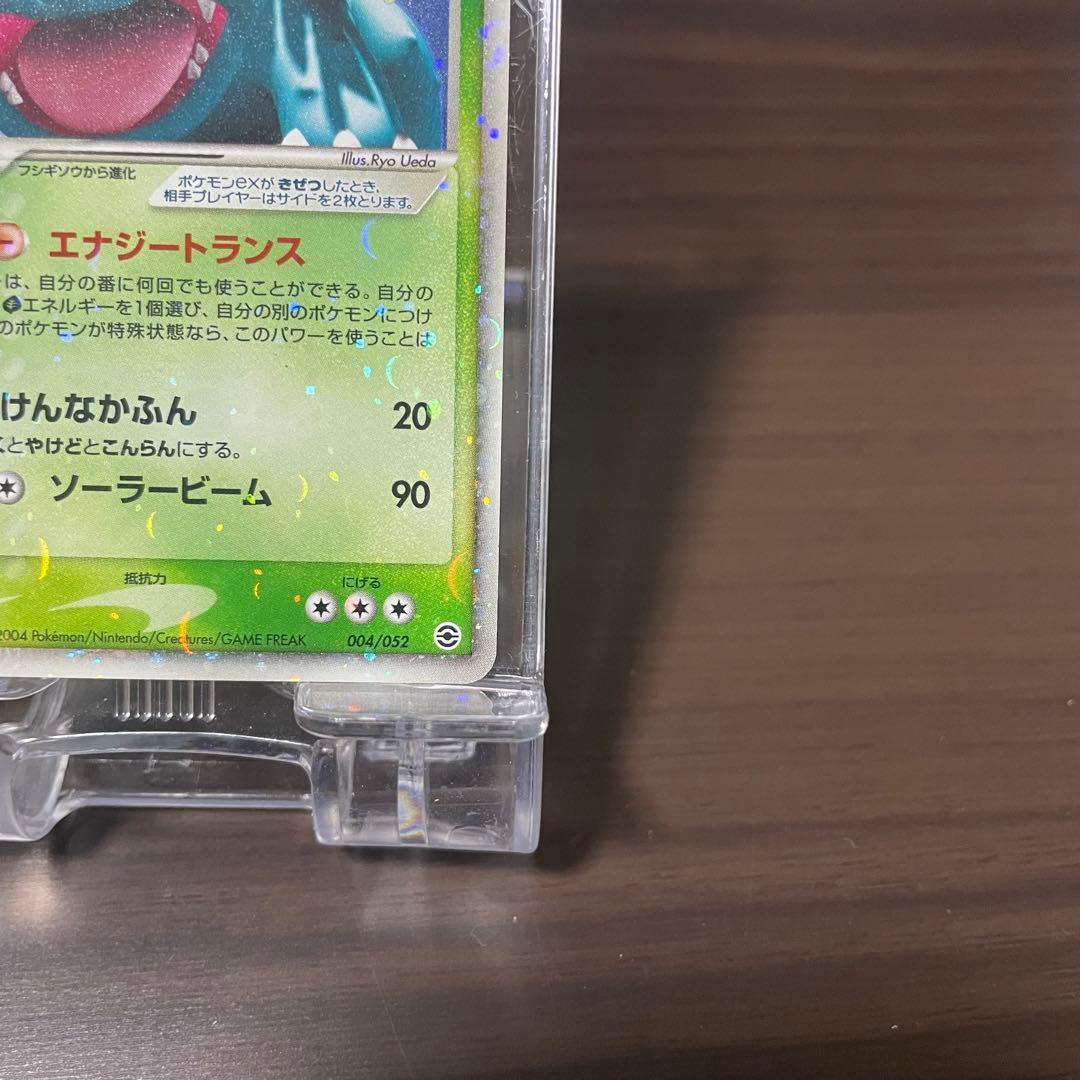 Illus.Ryo Ueda
フシギソウから進化
ポケモンexが きぜつしたとき、
相手プレイヤーはサイドを2枚とります。
ー エナジートランス
は、自分の番に何回でも使うことができる。自分の
エネルギーを1個選び、自分の別のポケモンにつけ
のポケモンが特殊状態なら、このパワーを使うことは
けんなかふん 20
くとやけどとこんらんにする。
ソーラービーム 90
抵抗力 にげる
2004 Pokémon/Nintendo/Creatures/GAME FREAK 004/052